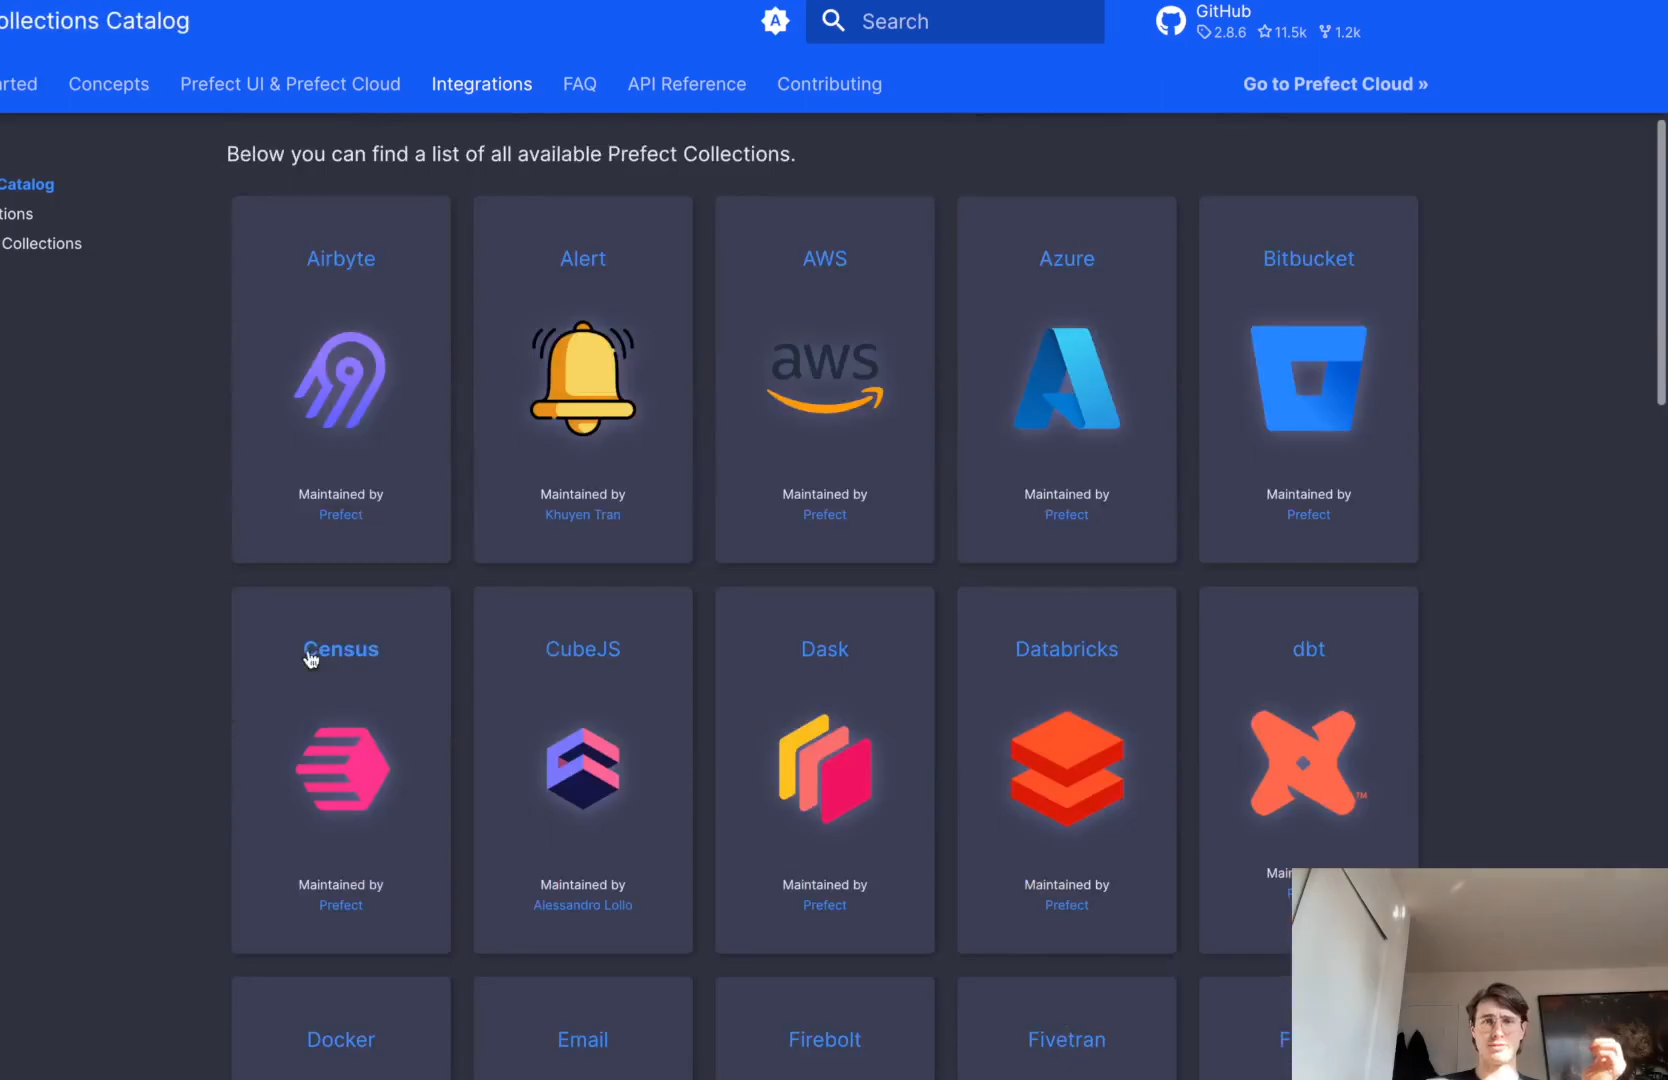 ollections Catalog
A
Search
GitHub
2.8.6 11.5k 1.2k
arted Concepts Prefect UI & Prefect Cloud Integrations FAQ API Reference Contributing Go to Prefect Cloud »
Catalog
tions
Collections
Below you can find a list of all available Prefect Collections.
Airbyte Alert AWS Azure Bitbucket
aws
Maintained by Maintained by Maintained by Maintained by Maintained by
Prefect Khuyen Tran Prefect Prefect Prefect
Census CubeJS Dask Databricks dbt
TM
Maintained by Maintained by Maintained by Maintained by Mai
Prefect Alessandro Lollo Prefect Prefect
Docker Email Firebolt Fivetran F